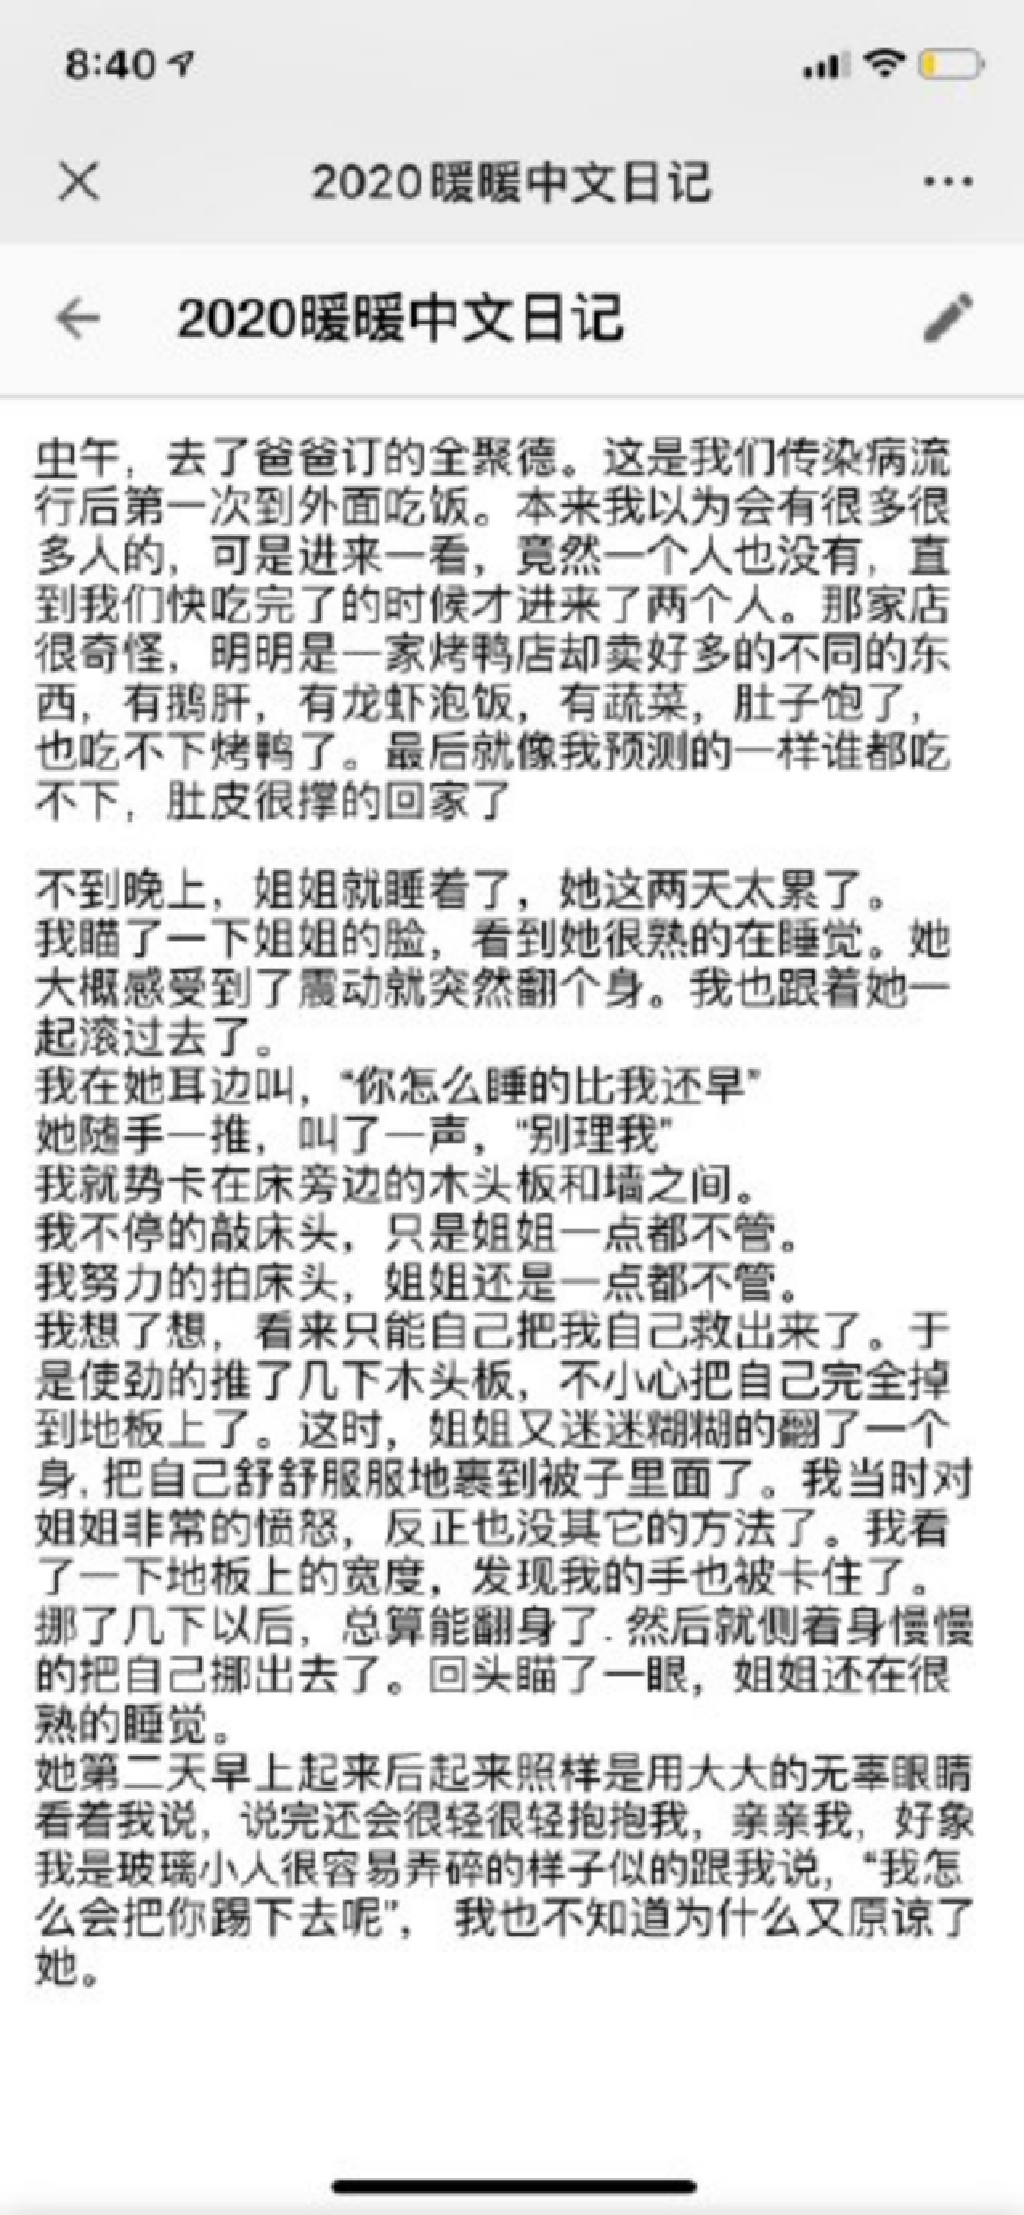 8:40
2020暖暖中文日记
2020暖暖中文日记
中午，去了爸爸订的全聚德。这是我们传染病流
行后第一次到外面吃饭。本来我以为会有很多很
多人的，可是进来一看，竟然一个人也没有，直
到我们快吃完了的时候才进来了两个人。那家店
很奇怪，明明是一家烤鸭店却卖好多的不同的东
西，有鹅肝，有龙虾泡饭，有蔬菜，肚子饱了，
也吃不下烤鸭了。最后就像我预测的一样谁都吃
不下，肚皮很撑的回家了
不到晚上，姐姐就睡着了，她这两天太累了。
我瞄了一下姐姐的脸，看到她很熟的在睡觉。她
大概感受到了震动就突然翻个身。我也跟着她一
起滚过去了。
我在她耳边叫，“你怎么睡的比我还早”
她随手一推，叫了一声，“别理我”
我就势卡在床旁边的木头板和墙之间。
我不停的敲床头，只是姐姐一点都不管。
我努力的拍床头，姐姐还是一点都不管。
我想了想，看来只能自己把我自己救出来了。于
是使劲的推了几下木头板，不小心把自己完全掉
到地板上了。这时，姐姐又迷迷糊糊的翻了一个
身,把自己舒舒服服地裹到被子里面了。我当时对
姐姐非常的愤怒，反正也没其它的方法了。我看
了一下地板上的宽度，发现我的手也被卡住了。
挪了几下以后，总算能翻身了.然后就侧着身慢慢
的把自己挪出去了。回头瞄了一眼，姐姐还在很
熟的睡觉。
她第二天早上起来后起来照样是用大大的无辜眼睛
看着我说，说完还会很轻很轻抱抱我，亲亲我，好象
我是玻璃小人很容易弄碎的样子似的跟我说，“我怎
么会把你踢下去呢”， 我也不知道为什么又原谅了
她。